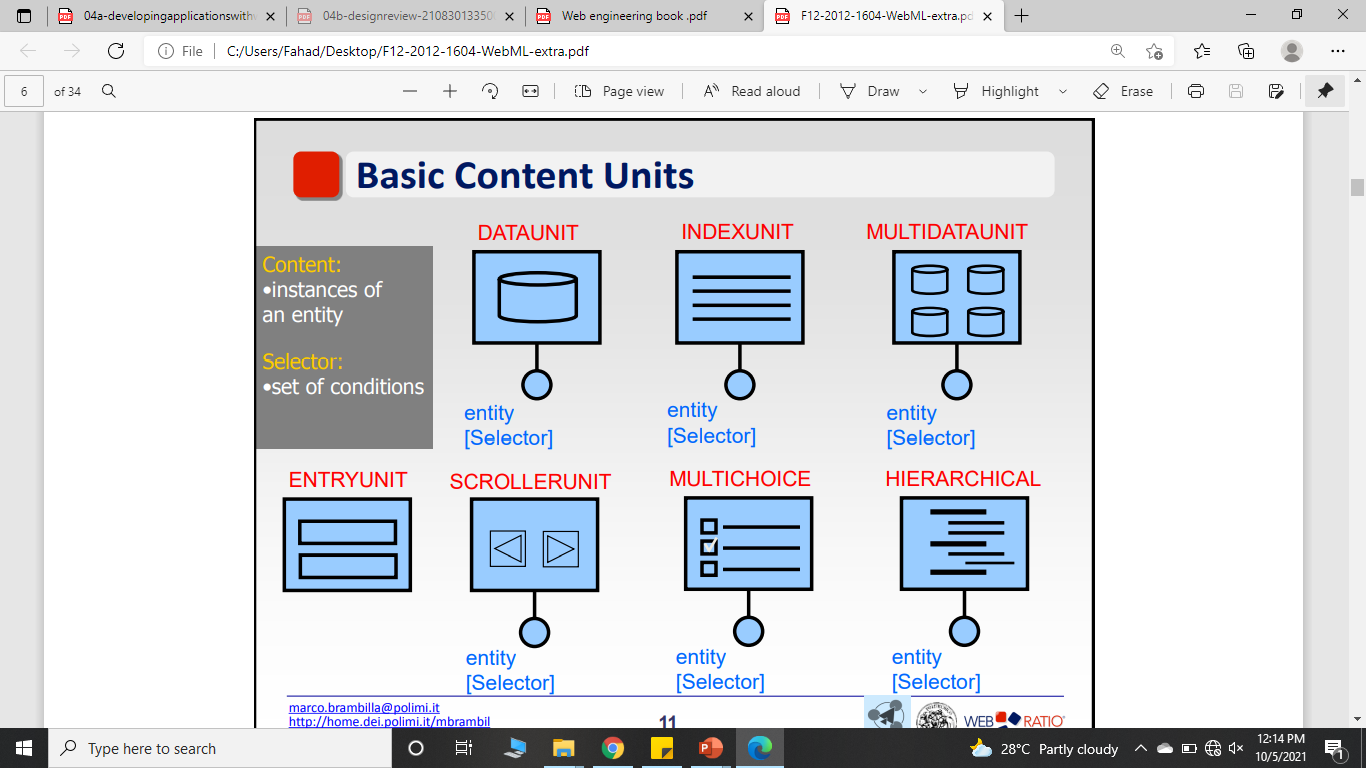 04a-developingapplicationswith
04b-designreview-21083013350
Web engineering book .pdf
F12-2012-1604-WebML-extra.pd
File
C:/Users/Fahad/Desktop/F12-2012-1604-WebML-extra.pdf
6 of 34
Page view
Read aloud
Draw
Highlight
Erase
Basic Content Units
DATAUNIT
INDEXUNIT
MULTIDATAUNIT
Content:
•instances of
an entity
Selector:
•set of conditions
entity
[Selector]
entity
[Selector]
entity
[Selector]
ENTRYUNIT
SCROLLERUNIT
MULTICHOICE
HIERARCHICAL
entity
[Selector]
entity
[Selector]
entity
[Selector]
marco.brambilla@polimi.it
http://home.dei.polimi.it/mbrambil
11
WEB RATIO
Type here to search
28°C Partly cloudy
12:14 PM
10/5/2021
1